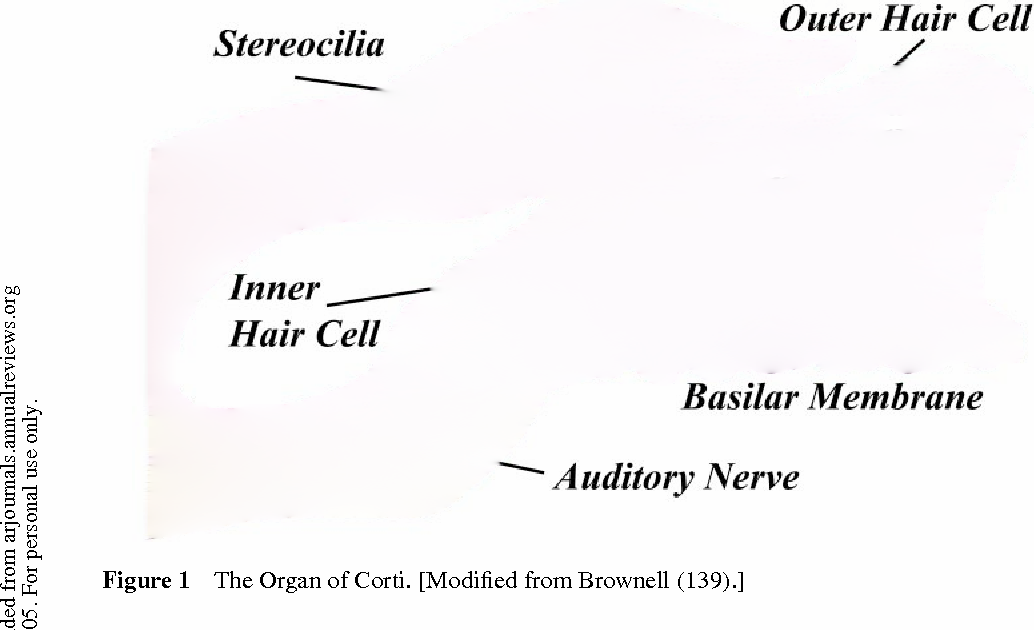 Outer Hair Cell
Stereocilia
Inner
Hair Cell
Basilar Membrane
Auditory Nerve
Figure 1 The Organ of Corti. [Modified from Brownell (139).]
ded from arjournals.annualreviews.org
05. For personal use only.